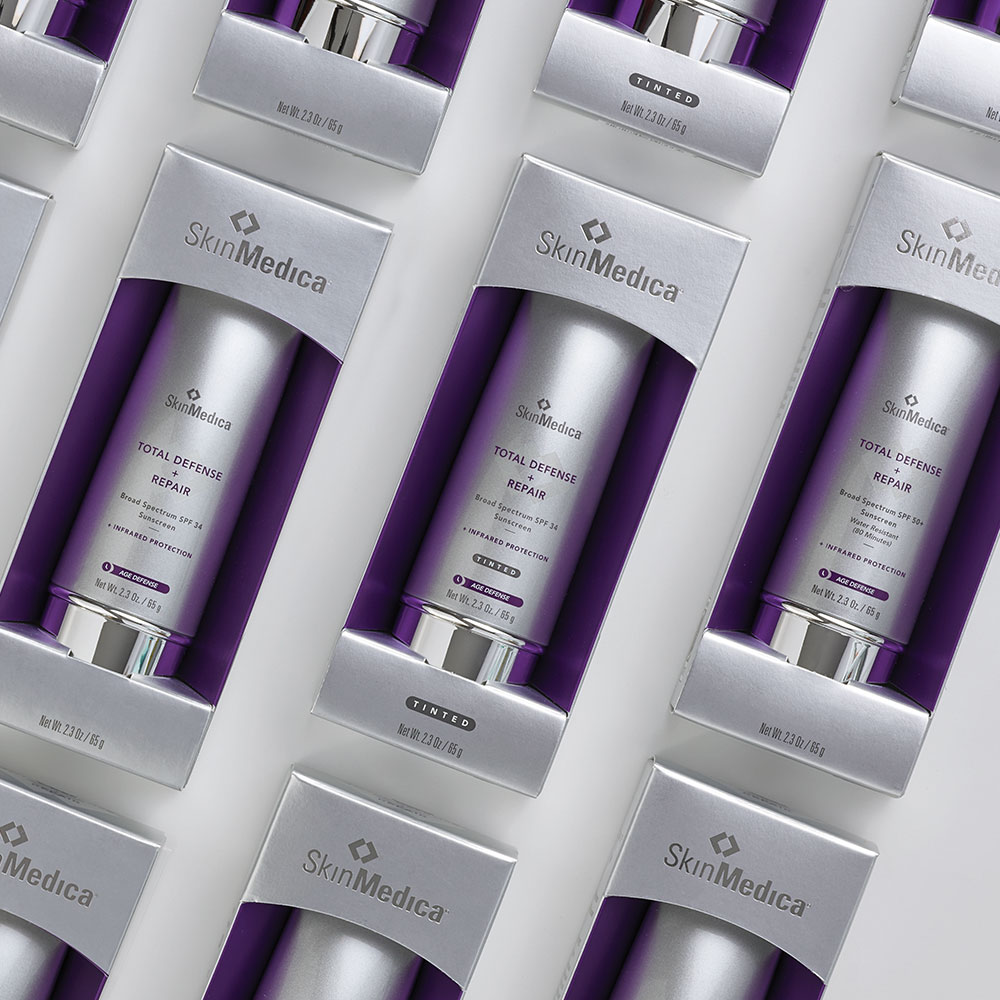 Net Wt. 2.3 Oz / 65 g
TINTED
Net Wt. 2.3 Oz / 65 g
SkinMedica
SkinMedica
TOTAL DEFENSE
+
REPAIR
Broad Spectrum SPF 34
Sunscreen
+ INFRARED PROTECTION
AGE DEFENSE
Net Wt. 2.3 Oz. / 65 g
Net Wt. 2.3 Oz / 65 g
SkinMedica
SkinMedica
TOTAL DEFENSE
+
REPAIR
Broad Spectrum SPF 34
Sunscreen
+ INFRARED PROTECTION
TINTED
AGE DEFENSE
Net Wt. 2.3 Oz. / 65 g
TINTED
Net Wt. 2.3 Oz / 65 g
SkinMed
SkinMedica
TOTAL DEFENSE
+
REPAIR
Broad Spectrum SPF 50+
Sunscreen
Water Resistant
(80 Minutes)
+ INFRARED PROTECTION
AGE DEFENSE
Net Wt. 2.3 Oz. / 65 g
Net Wt. 2.3 Oz / 65 g
nMedica
SkinMedica
SkinMedica